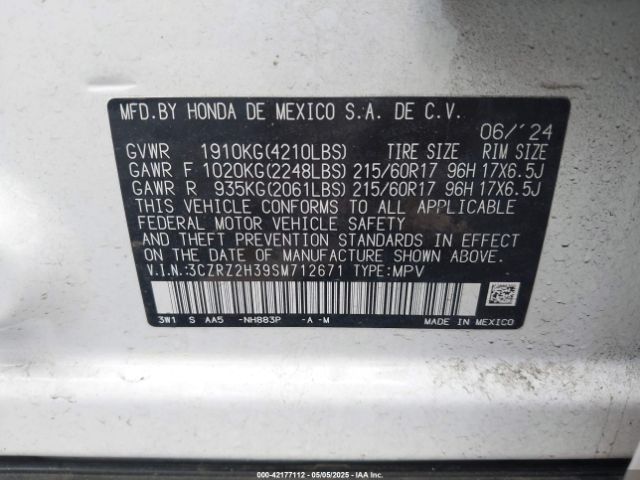 MFD.BY HONDA DE MEXICO S.A. DE C.V.
06/'24
GVWR 1910KG(4210LBS) TIRE SIZE RIM SIZE
GAWR F 1020KG(2248LBS) 215/60R17 96H 17X6.5J
GAWR R 935KG(2061LBS) 215/60R17 96H 17X6.5J
THIS VEHICLE CONFORMS TO ALL APPLICABLE
FEDERAL MOTOR VEHICLE SAFETY
AND THEFT PREVENTION STANDARDS IN EFFECT ON THE
DATE OF MANUFACTURE SHOWN ABOVE.
V.I.N.:3CZRZ2H39SM712671 TYPE:MPV
3W1 S AA5 -NH883P -A -M MADE IN MEXICO
000-42177112 - 05/05/2025 - IAAHOLDINGS, LLC